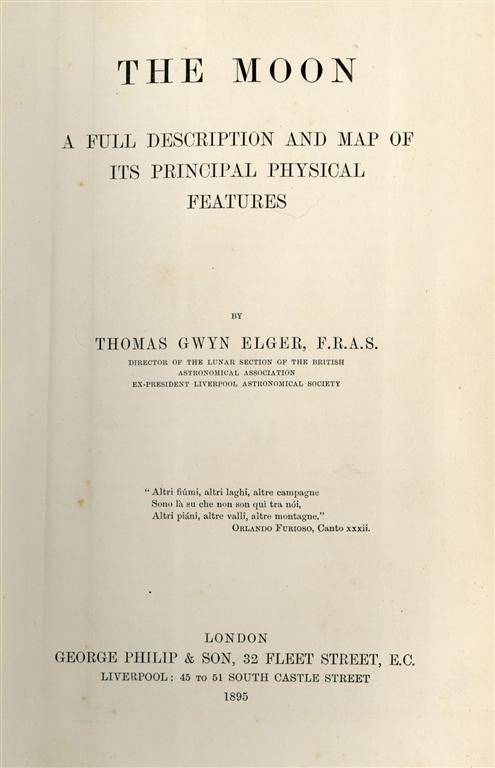 THE MOON
A FULL DESCRIPTION AND MAP OF
ITS PRINCIPAL PHYSICAL
FEATURES
BY
THOMAS GWYN ELGER, F.R.A.S.
DIRECTOR OF THE LUNAR SECTION OF THE BRITISH
ASTRONOMICAL ASSOCIATION
EX-PRESIDENT LIVERPOOL ASTRONOMICAL SOCIETY
“Altri fiúmi, altri laghi, altre campagne
Sono là su che non son quì tra nói,
Altri piáni, altre valli, altre montagne.”
ORLANDO FURIOSO, Canto xxxii.
LONDON
GEORGE PHILIP & SON, 32 FLEET STREET, E.C.
LIVERPOOL: 45 TO 51 SOUTH CASTLE STREET
1895